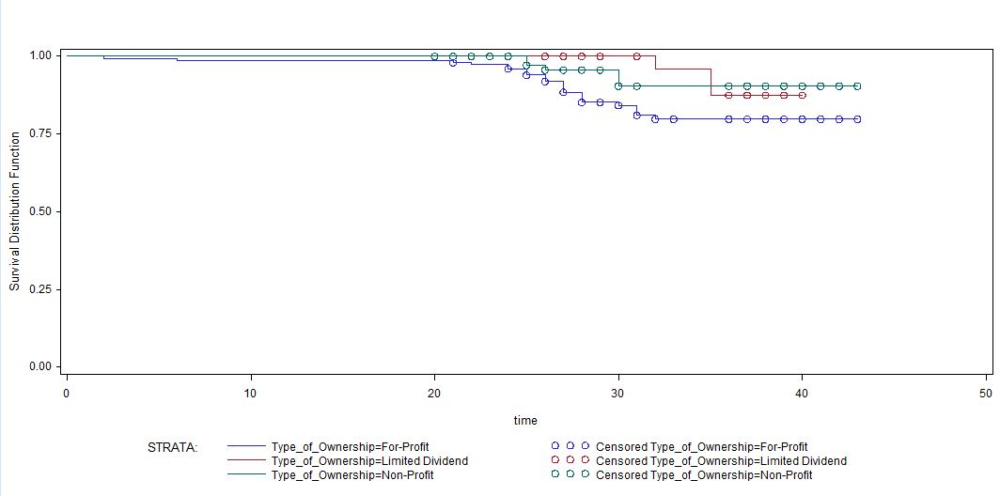 1.00
0.75
0.50
0.25
0.00
Survival Distribution Function
0 10 20 30 40 50
time
STRATA: Type_of_Ownership=For-Profit Censored Type_of_Ownership=For-Profit
Type_of_Ownership=Limited Dividend Censored Type_of_Ownership=Limited Dividend
Type_of_Ownership=Non-Profit Censored Type_of_Ownership=Non-Profit